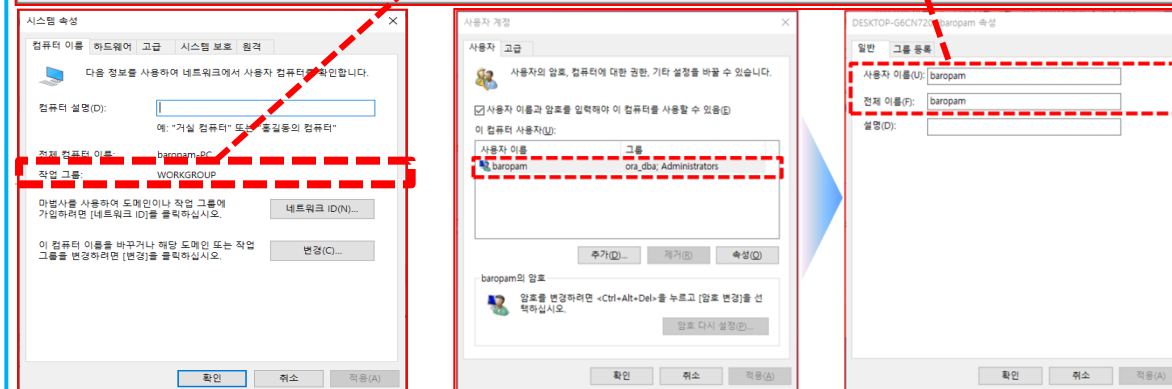 시스템 속성
컴퓨터 이름 하드웨어 고급 시스템 보호 원격
다음 정보를 사용하여 네트워크에서 사용자 컴퓨터를 확인합니다.
컴퓨터 설명(D):
예: "거실 컴퓨터" 또는 "홍길동의 컴퓨터"
전체 컴퓨터 이름: baropam-PC
작업 그룹: WORKGROUP
마법사를 사용하여 도메인이나 작업 그룹에
가입하려면 [네트워크 ID]를 클릭하십시오.
네트워크 ID(N)...
이 컴퓨터 이름을 바꾸거나 해당 도메인 또는 작업
그룹을 변경하려면 [변경]을 클릭하십시오.
변경(C)...
확인 취소 적용(A)
사용자 계정
사용자 고급
사용자의 암호, 컴퓨터에 대한 권한, 기타 설정을 바꿀 수 있습니다.
사용자 이름과 암호를 입력해야 이 컴퓨터를 사용할 수 있음(E)
이 컴퓨터 사용자(U):
사용자 이름 그룹
baropam ora_dba; Administrators
추가(D)... 제거(R) 속성(O)
baropam의 암호
암호를 변경하려면 <Ctrl+Alt+Del>을 누르고 [암호 변경]을 선
택하십시오.
암호 다시 설정(P)...
확인 취소 적용(A)
DESKTOP-G6CN720 baropam 속성
일반 그룹 등록
사용자 이름(U): baropam
전체 이름(F): baropam
설명(D):
확인 취소 적용(A)